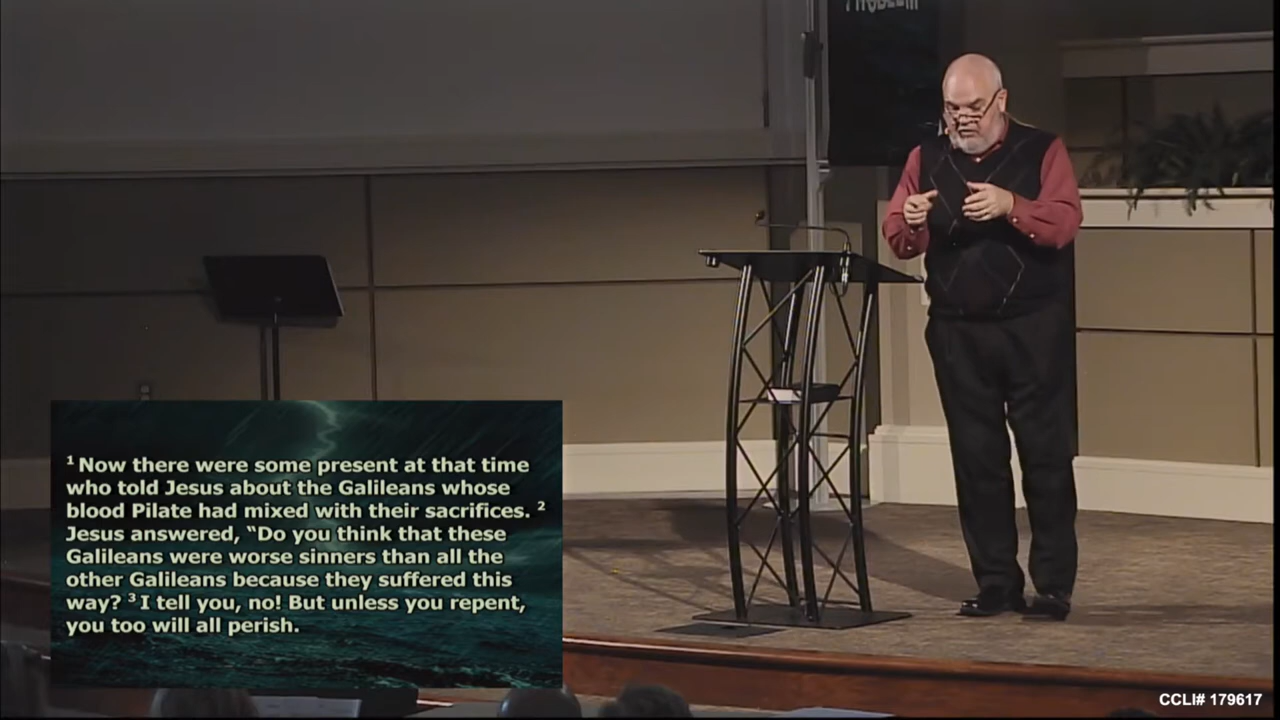 ¹ Now there were some present at that time
who told Jesus about the Galileans whose
blood Pilate had mixed with their sacrifices. ²
Jesus answered, “Do you think that these
Galileans were worse sinners than all the
other Galileans because they suffered this
way? ³ I tell you, no! But unless you repent,
you too will all perish.
CCLI# 179617